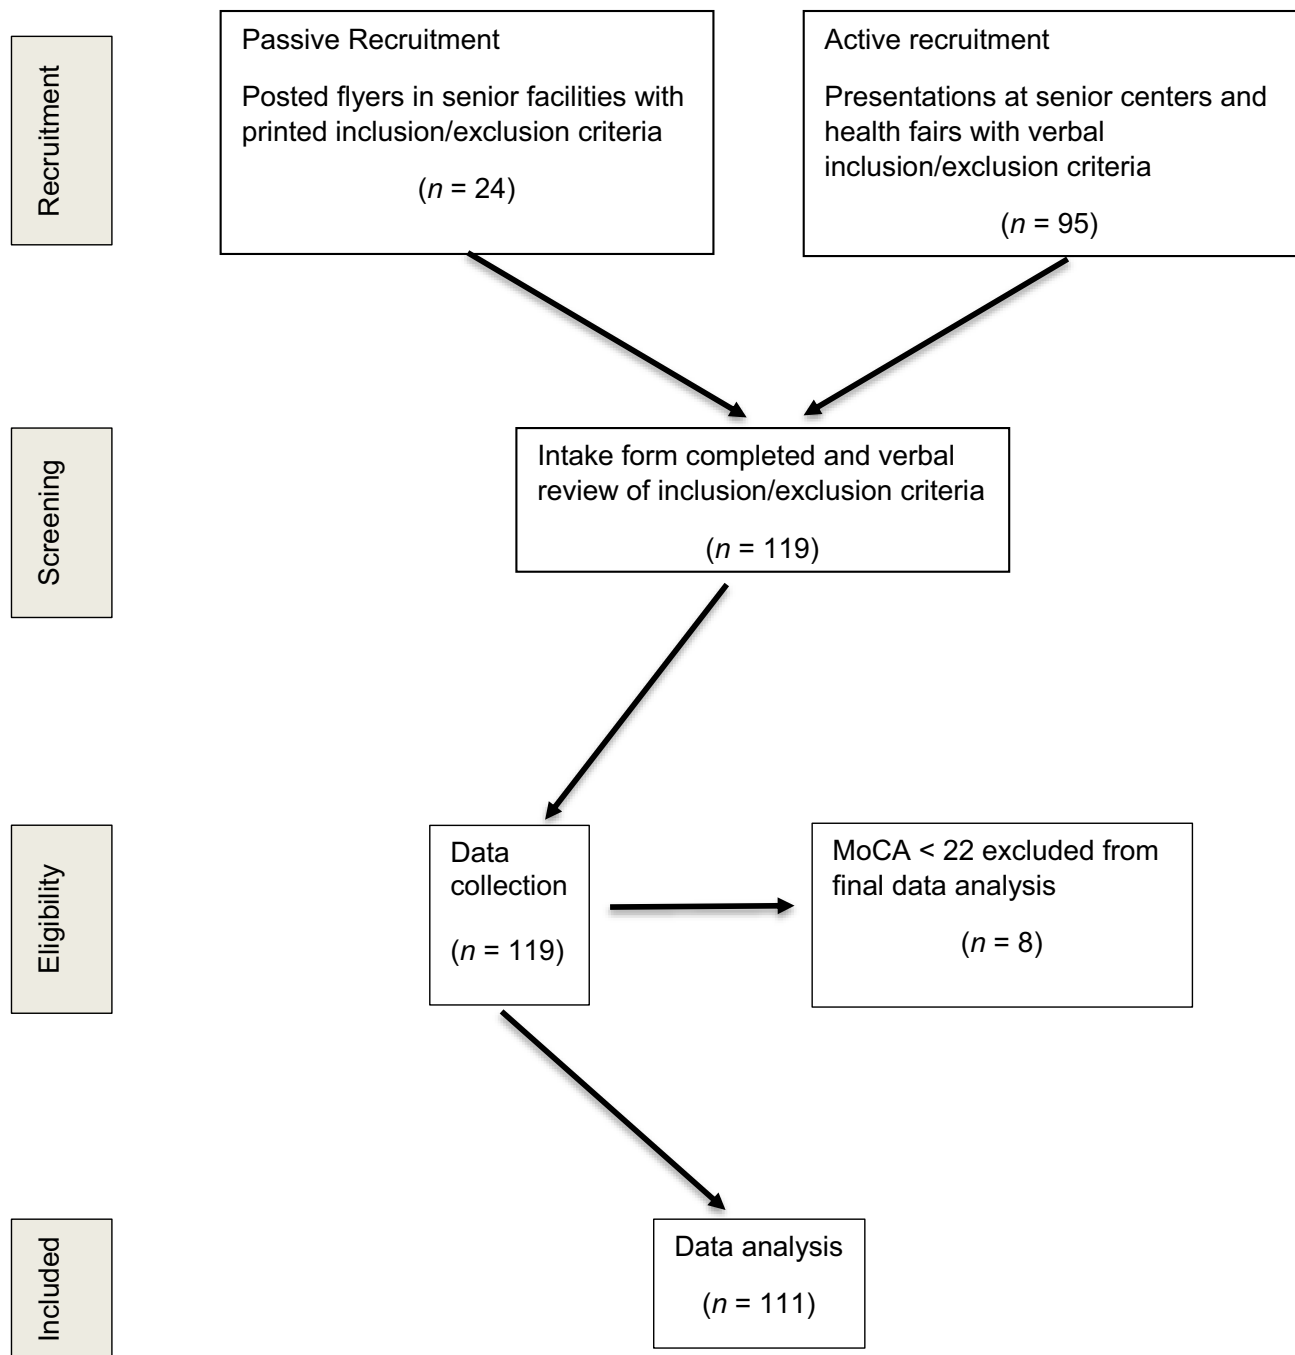 Recruitment
Passive Recruitment
Posted flyers in senior facilities with
printed inclusion/exclusion criteria
(n = 24)
Active recruitment
Presentations at senior centers and
health fairs with verbal
inclusion/exclusion criteria
(n = 95)
Screening
Intake form completed and verbal
review of inclusion/exclusion criteria
(n = 119)
Eligibility
Data
collection
(n = 119)
MoCA < 22 excluded from
final data analysis
(n = 8)
Included
Data analysis
(n = 111)